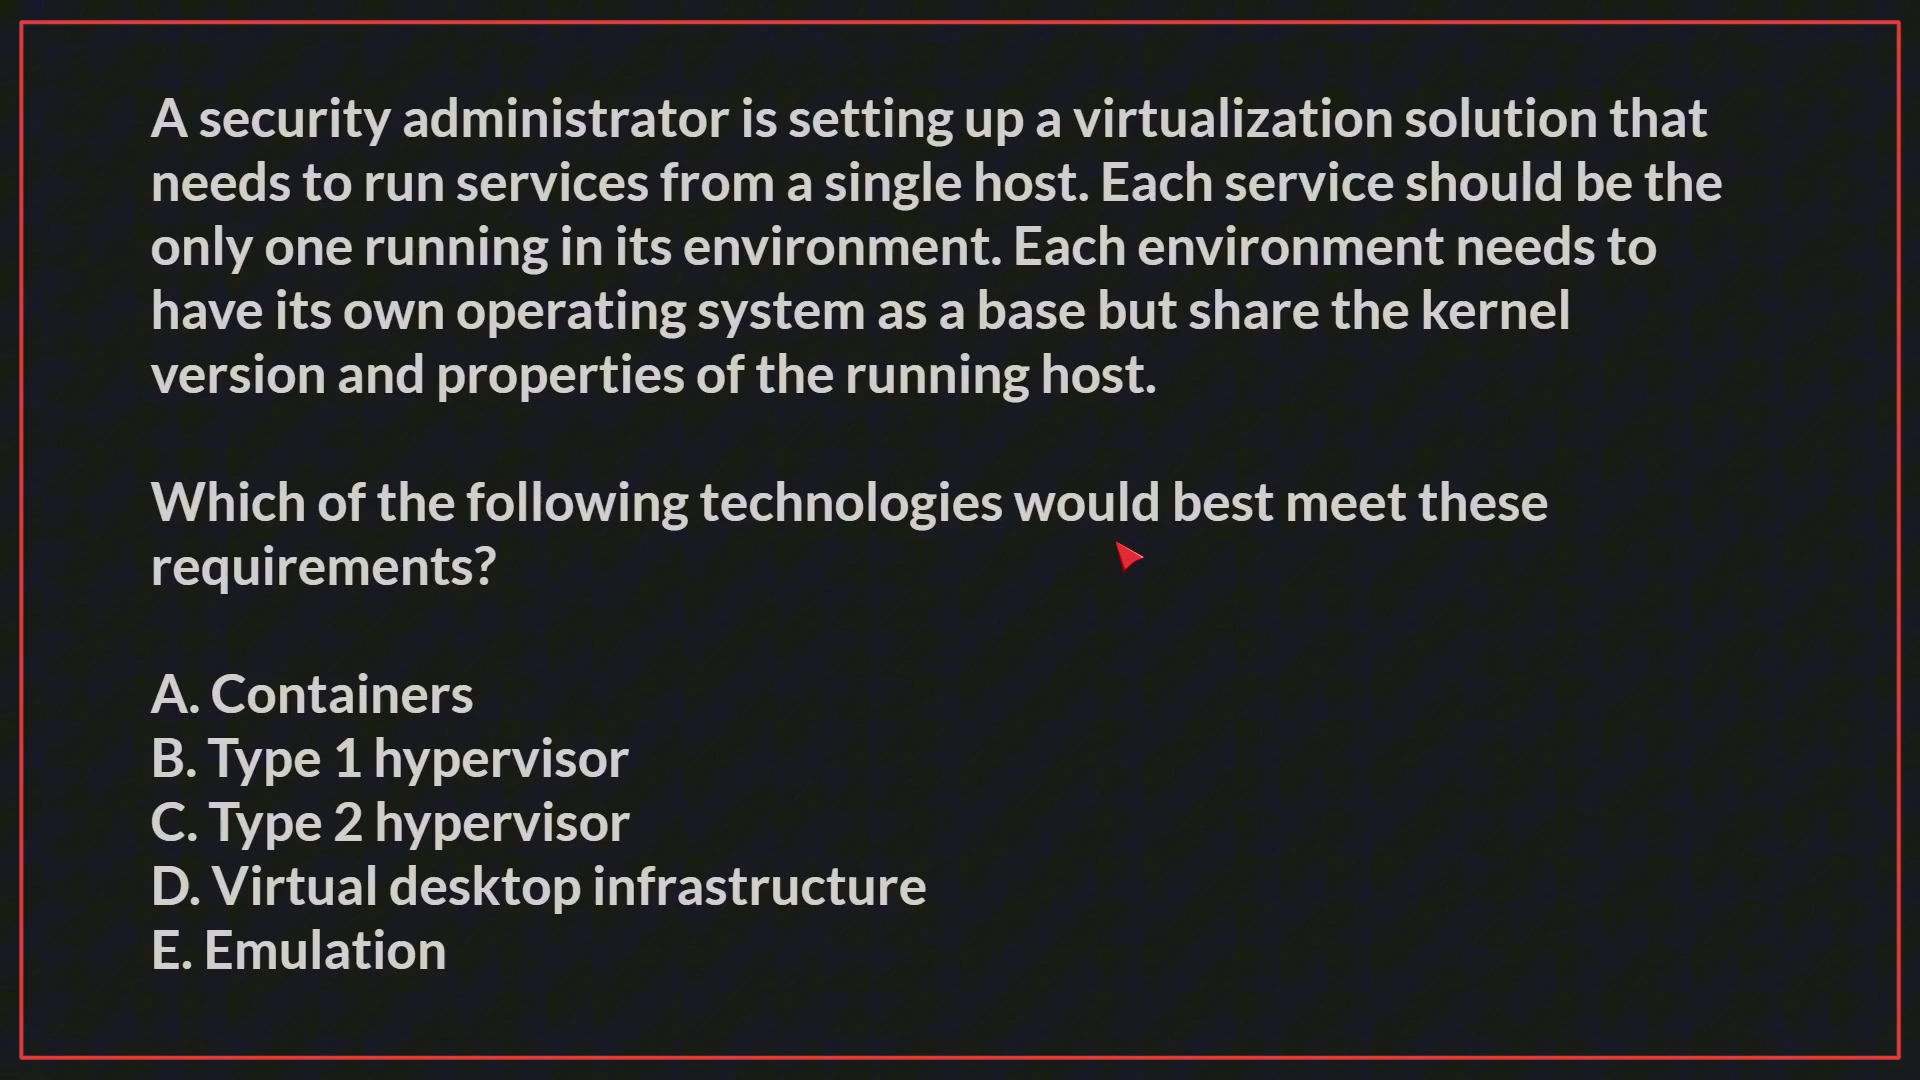 A security administrator is setting up a virtualization solution that
needs to run services from a single host. Each service should be the
only one running in its environment. Each environment needs to
have its own operating system as a base but share the kernel
version and properties of the running host.
Which of the following technologies would best meet these
requirements?
A. Containers
B. Type 1 hypervisor
C. Type 2 hypervisor
D. Virtual desktop infrastructure
E. Emulation